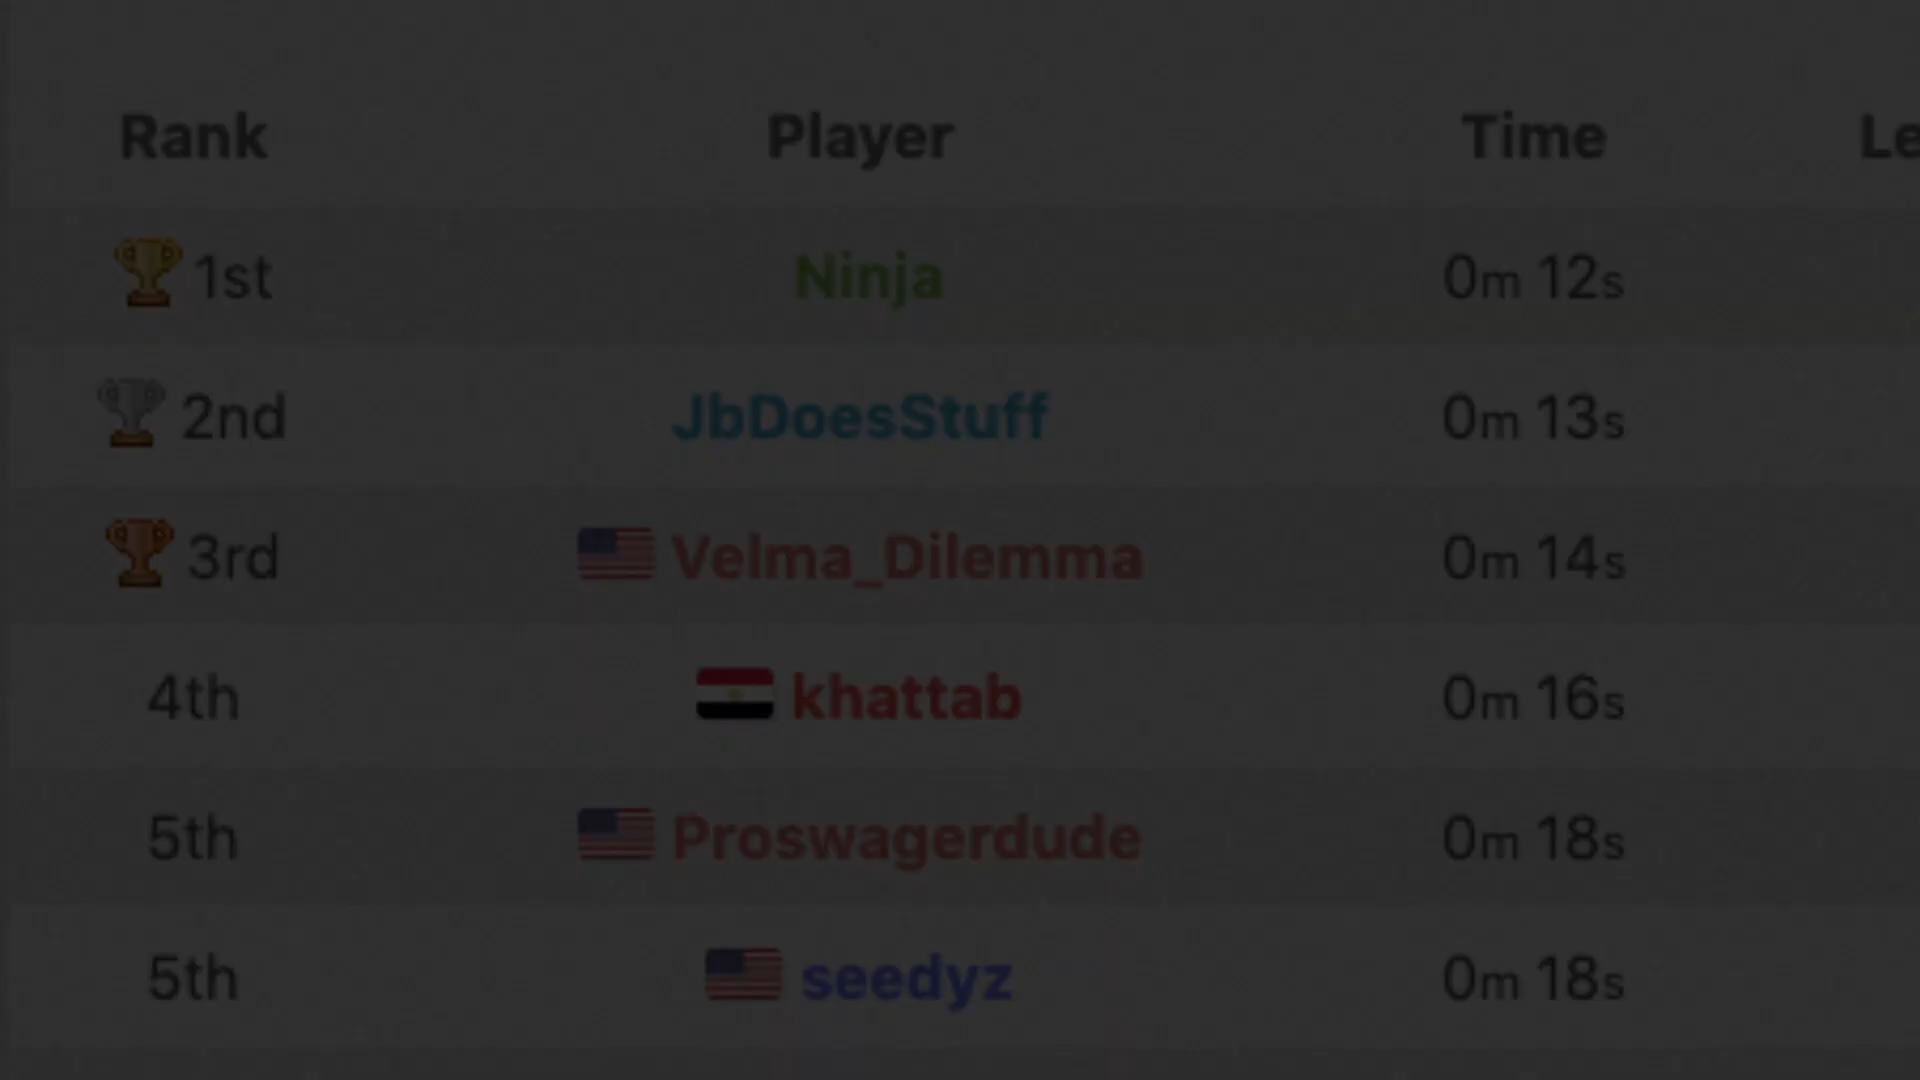 Rank Player Time Le
1st Ninja 0m 12s
2nd JbDoesStuff 0m 13s
3rd Velma_Dilemma 0m 14s
4th khattab 0m 16s
5th Proswagerdude 0m 18s
5th seedyz 0m 18s